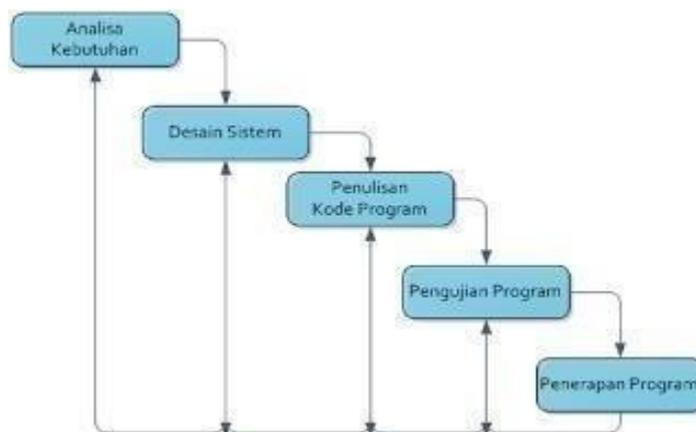 Analisa
Kebutuhan
Desain Sistem
Penulisan
Kode Program
Pengujian Program
Penerapan Program